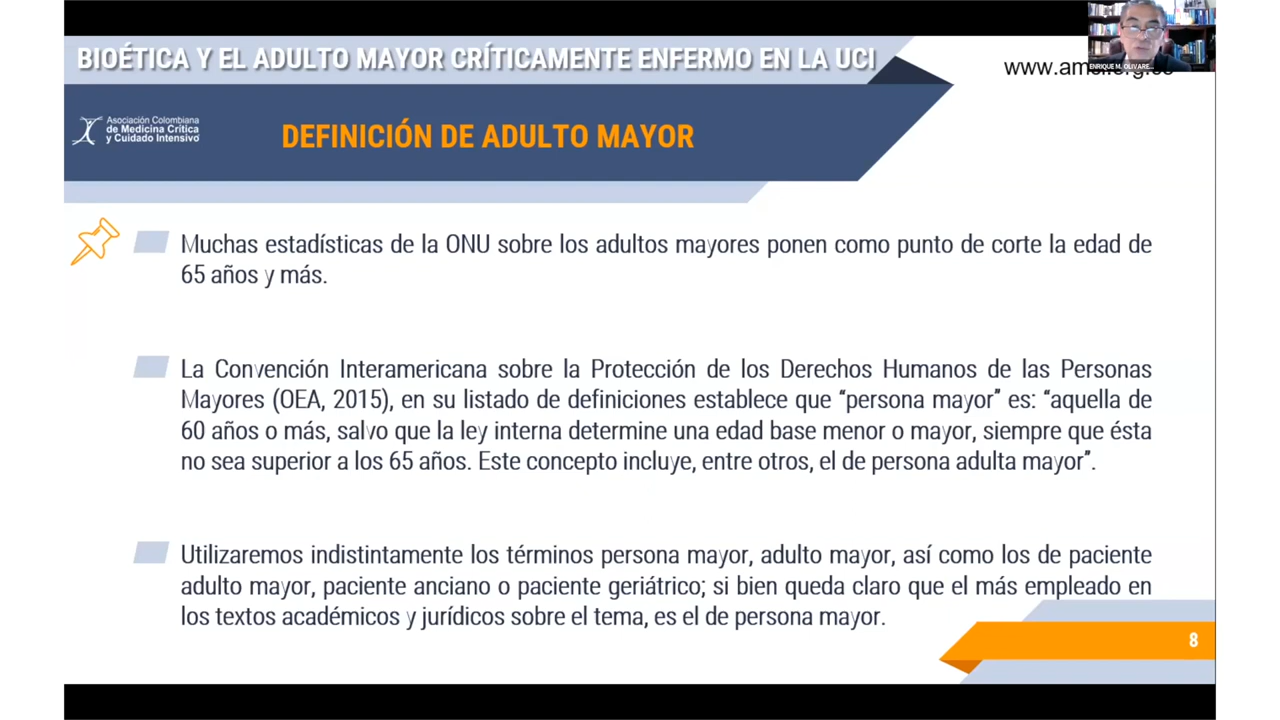 BIOÉTICA Y EL ADULTO MAYOR CRÍTICAMENTE ENFERMO EN LA UCI
ENRIQUE M. OLIVARE...
Asociación Colombiana
de Medicina Crítica
y Cuidado Intensivo
DEFINICIÓN DE ADULTO MAYOR
Muchas estadísticas de la ONU sobre los adultos mayores ponen como punto de corte la edad de
65 años y más.
La Convención Interamericana sobre la Protección de los Derechos Humanos de las Personas
Mayores (OEA, 2015), en su listado de definiciones establece que “persona mayor” es: “aquella de
60 años o más, salvo que la ley interna determine una edad base menor o mayor, siempre que ésta
no sea superior a los 65 años. Este concepto incluye, entre otros, el de persona adulta mayor”.
Utilizaremos indistintamente los términos persona mayor, adulto mayor, así como los de paciente
adulto mayor, paciente anciano o paciente geriátrico; si bien queda claro que el más empleado en
los textos académicos y jurídicos sobre el tema, es el de persona mayor.
8